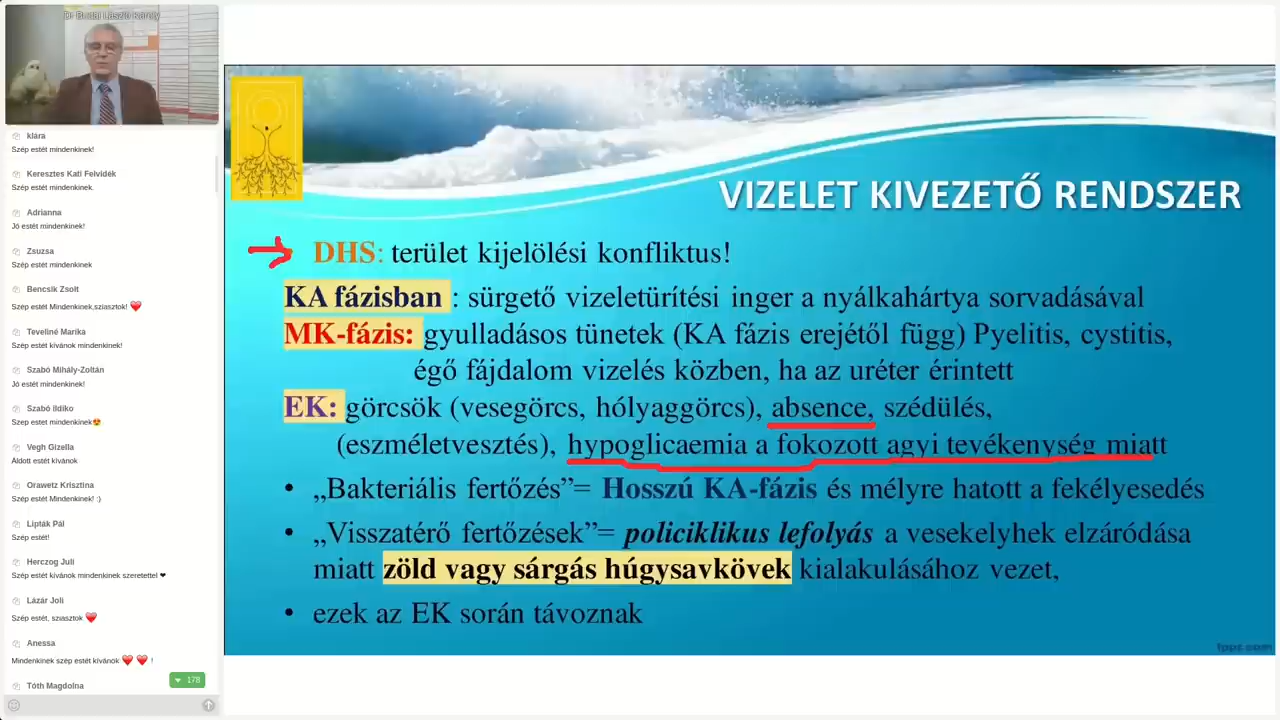 Dr Budai László Károly
klára
Szép estét mindenkinek!
Keresztes Kati Felvidék
Szép estét mindenkinek.
Adrianna
Jó estét mindenkinek!
Zsuzsa
Szép estét mindenkinek
Bencsik Zsolt
Szép estét Mindenkinek,sziasztok! ❤️
Teveliné Marika
Szép estét kívánok mindenkinek!
Szabó Mihály-Zoltán
Jó estét mindenkinek!
Szabó Ildiko
Szep estet mindenkinek😍
Vegh Gizella
Áldott estét kívánok
Orawetz Krisztina
Szép estét Mindenkinek! :)
Lipták Pál
Szép estét!
Herczog Juli
Szép estét kívánok mindenkinek szeretettel ❤
Lázár Joli
Szép estét, sziasztok ❤️
Anessa
Mindenkinek szép estét kívánok ❤️ ❤️ !
Tóth Magdolna
178
VIZELET KIVEZETŐ RENDSZER
DHS: terület kijelölési konfliktus!
KA fázisban : sürgető vizeletürítési inger a nyálkahártya sorvadásával
MK-fázis: gyulladásos tünetek (KA fázis erejétől függ) Pyelitis, cystitis,
égő fájdalom vizelés közben, ha az uréter érintett
EK: görcsök (vesegörcs, hólyaggörcs), absence, szédülés,
(eszméletvesztés), hypoglicaemia a fokozott agyi tevékenység miatt
• „Bakteriális fertőzés”= Hosszú KA-fázis és mélyre hatott a fekélyesedés
• „Visszatérő fertőzések”= policiklikus lefolyás a vesekelyhek elzáródása
miatt zöld vagy sárgás húgysavkövek kialakulásához vezet,
• ezek az EK során távoznak